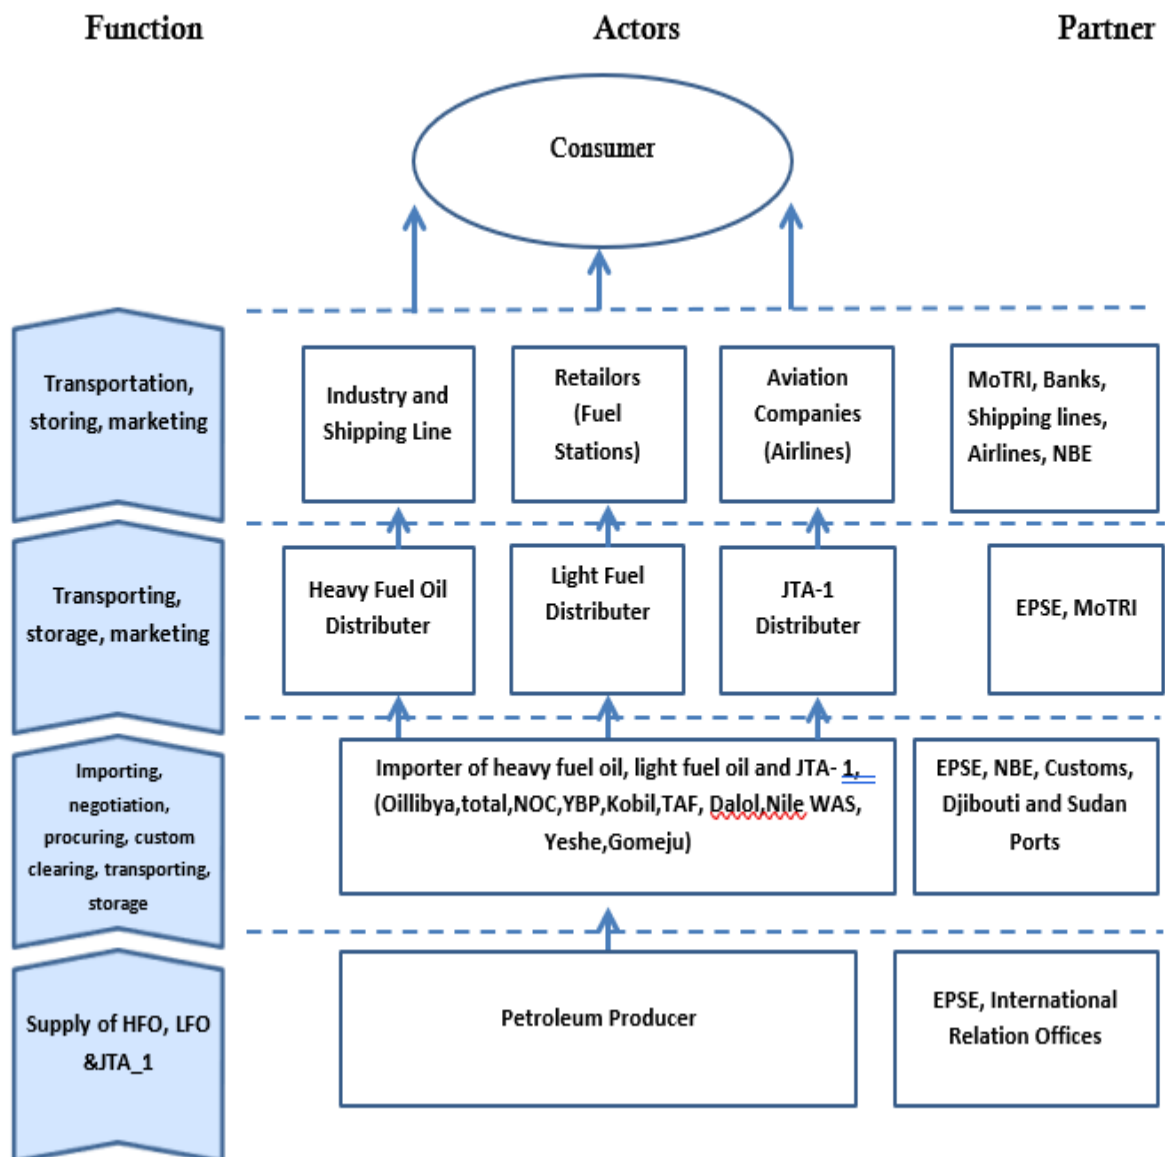 Function
Actors
Partner
Consumer
Transportation,
storing, marketing
Industry and
Shipping Line
Retailors
(Fuel
Stations)
Aviation
Companies
(Airlines)
MoTRI, Banks,
Shipping lines,
Airlines, NBE
Transporting,
storage, marketing
Heavy Fuel Oil
Distributer
Light Fuel
Distributer
JTA-1
Distributer
EPSE, MoTRI
Importing,
negotiation,
procuring, custom
clearing, transporting,
storage
Importer of heavy fuel oil, light fuel oil and JTA- 1,
(Oillibya,total,NOC,YBP,Kobil,TAF, Dalol,Nile WAS,
Yeshe,Gomeju)
EPSE, NBE, Customs,
Djibouti and Sudan
Ports
Supply of HFO, LFO
&JTA_1
Petroleum Producer
EPSE, International
Relation Offices